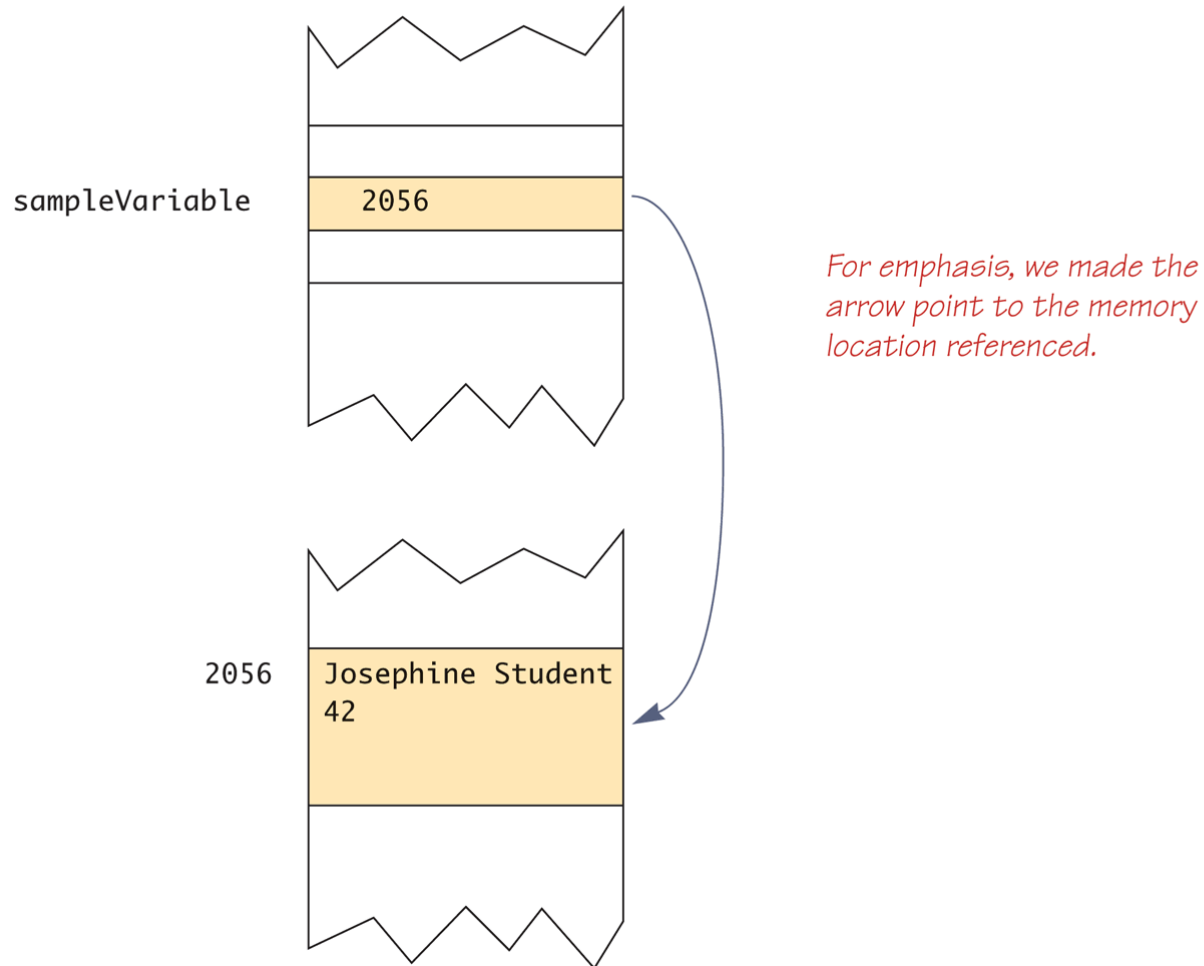 sampleVariable 2056
For emphasis, we made the
arrow point to the memory
location referenced.
2056 Josephine Student
42